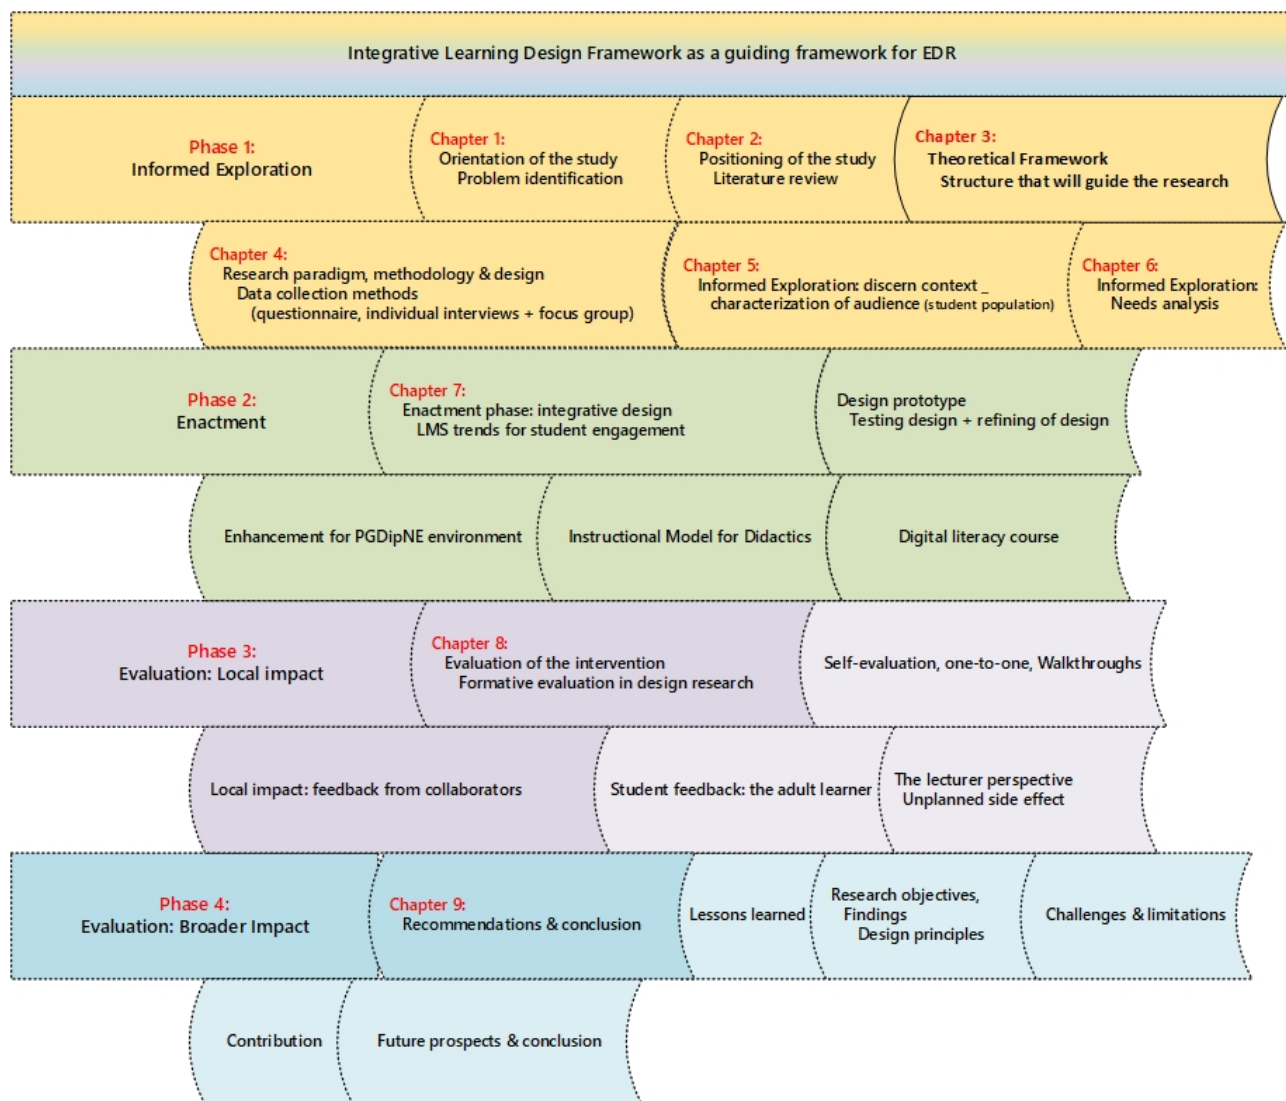 Integrative Learning Design Framework as a guiding framework for EDR
Phase 1:
Informed Exploration
Chapter 1:
Orientation of the study
Problem identification
Chapter 2:
Positioning of the study
Literature review
Chapter 3:
Theoretical Framework
Structure that will guide the research
Chapter 4:
Research paradigm, methodology & design
Data collection methods
(questionnaire, individual interviews + focus group)
Chapter 5:
Informed Exploration: discern context _
characterization of audience (student population)
Chapter 6:
Informed Exploration:
Needs analysis
Phase 2:
Enactment
Chapter 7:
Enactment phase: integrative design
LMS trends for student engagement
Design prototype
Testing design + refining of design
Enhancement for PGDipNE environment
Instructional Model for Didactics
Digital literacy course
Phase 3:
Evaluation: Local impact
Chapter 8:
Evaluation of the intervention
Formative evaluation in design research
Self-evaluation, one-to-one, Walkthroughs
Local impact: feedback from collaborators
Student feedback: the adult learner
The lecturer perspective
Unplanned side effect
Phase 4:
Evaluation: Broader Impact
Chapter 9:
Recommendations & conclusion
Lessons learned
Research objectives,
Findings
Design principles
Challenges & limitations
Contribution
Future prospects & conclusion